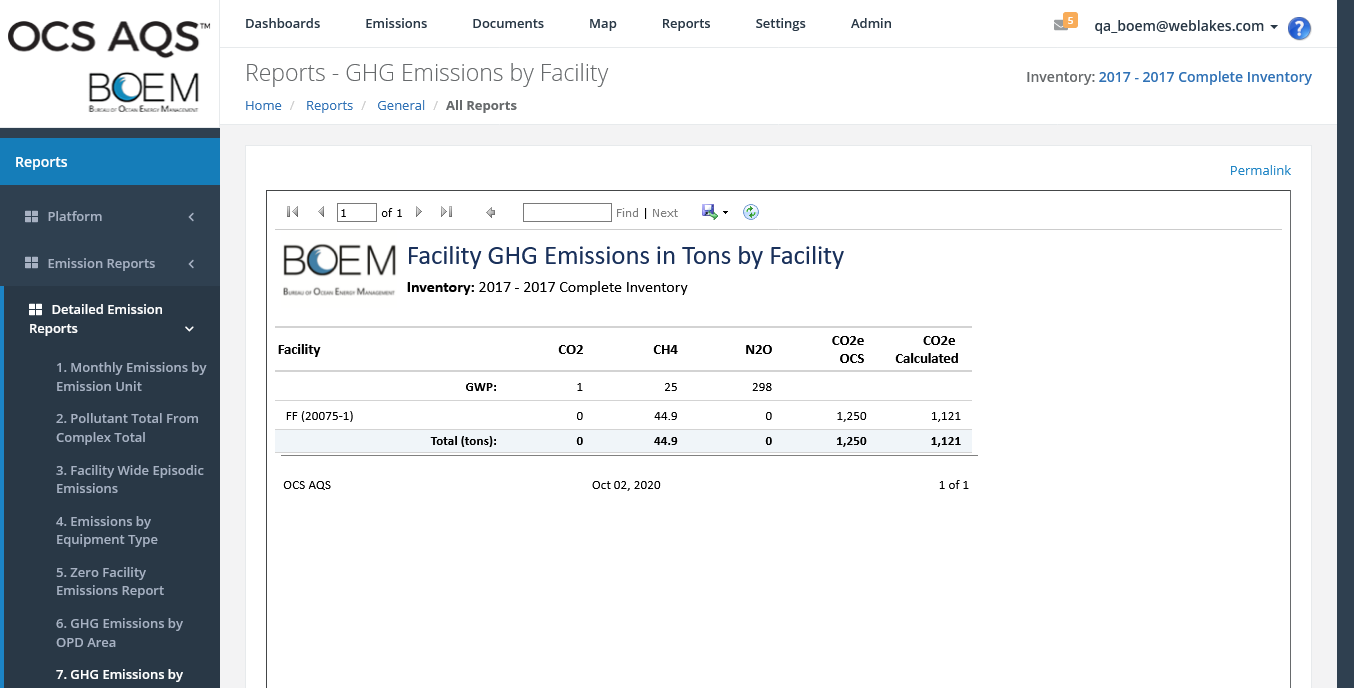 OCS AQS™
BOEM
Bureau of Ocean Energy Management
Dashboards Emissions Documents Map Reports Settings Admin
5
qa_boem@weblakes.com
?
Reports - GHG Emissions by Facility
Inventory: 2017 - 2017 Complete Inventory
Home / Reports / General / All Reports
Reports
Platform
Emission Reports
Detailed Emission
Reports
1. Monthly Emissions by
Emission Unit
2. Pollutant Total From
Complex Total
3. Facility Wide Episodic
Emissions
4. Emissions by
Equipment Type
5. Zero Facility
Emissions Report
6. GHG Emissions by
OPD Area
7. GHG Emissions by
Permalink
1 of 1 Find | Next
BOEM
Bureau of Ocean Energy Management
Facility GHG Emissions in Tons by Facility
Inventory: 2017 - 2017 Complete Inventory
Facility CO2 CH4 N2O CO2e OCS CO2e Calculated
GWP: 1 25 298
FF (20075-1) 0 44.9 0 1,250 1,121
Total (tons): 0 44.9 0 1,250 1,121
OCS AQS Oct 02, 2020 1 of 1